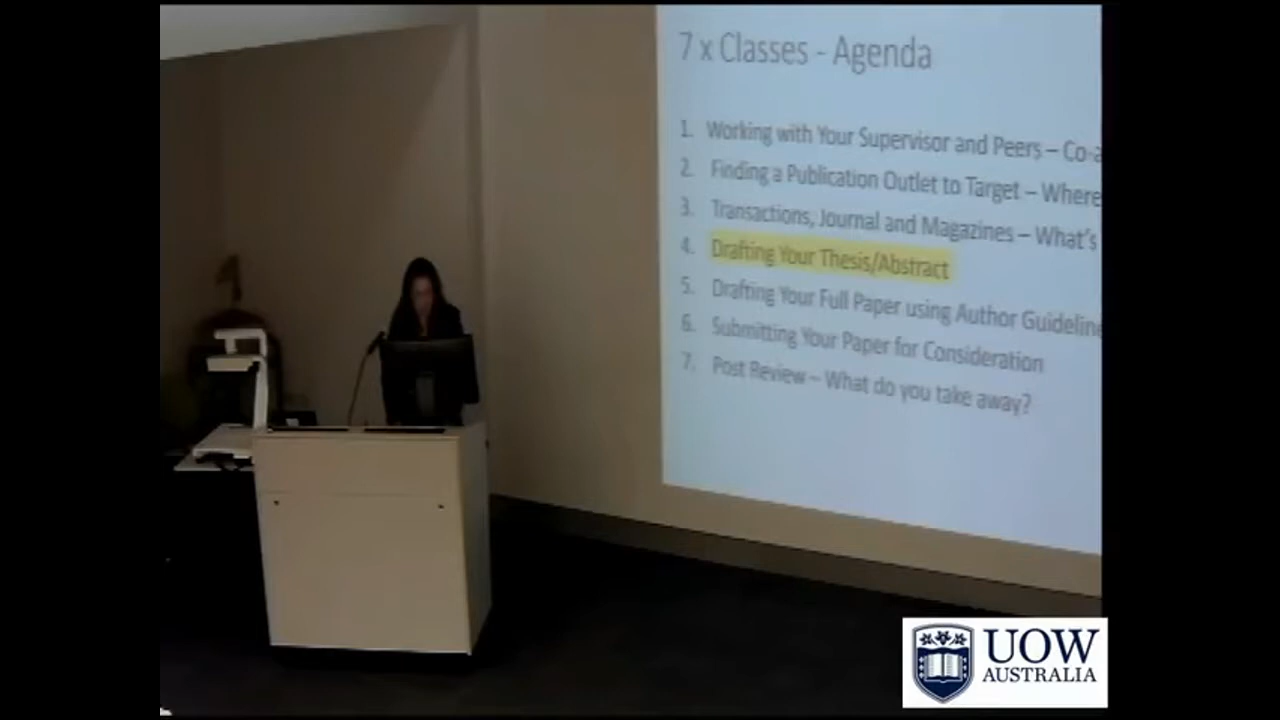 7 x Classes - Agenda
1. Working with Your Supervisor and Peers – Co-a
2. Finding a Publication Outlet to Target – Where
3. Transactions, Journal and Magazines – What's
4. Drafting Your Thesis/Abstract
5. Drafting Your Full Paper using Author Guideline
6. Submitting Your Paper for Consideration
7. Post Review – What do you take away?
UOW
AUSTRALIA